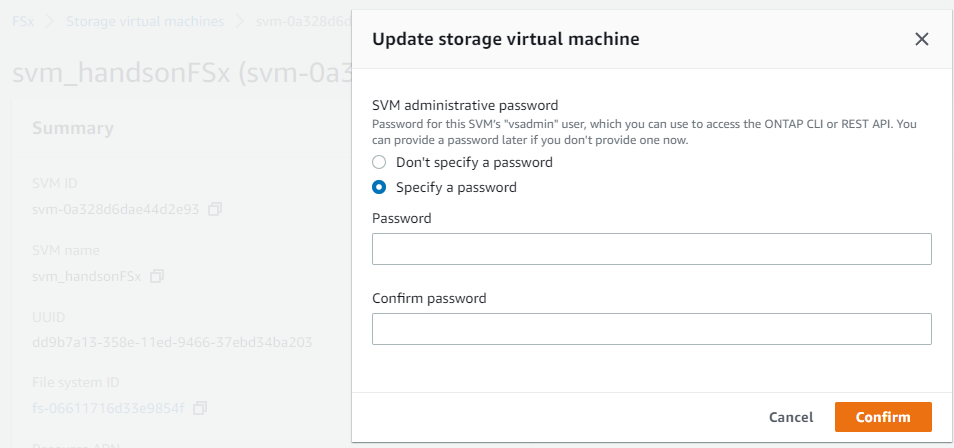 FSx > Storage virtual machines > svm-0a328d6d
svm_handsonFSx (svm-0a3
Summary
SVM ID
svm-0a328d6dae44d2e93
SVM name
svm_handsonFSx
UUID
dd9b7a13-358e-11ed-9466-37ebd34ba203
File system ID
fs-06611716d33e9854f
Update storage virtual machine
SVM administrative password
Password for this SVM's "vsadmin" user, which you can use to access the ONTAP CLI or REST API. You
can provide a password later if you don't provide one now.
Don't specify a password
Specify a password
Password
Confirm password
Cancel
Confirm